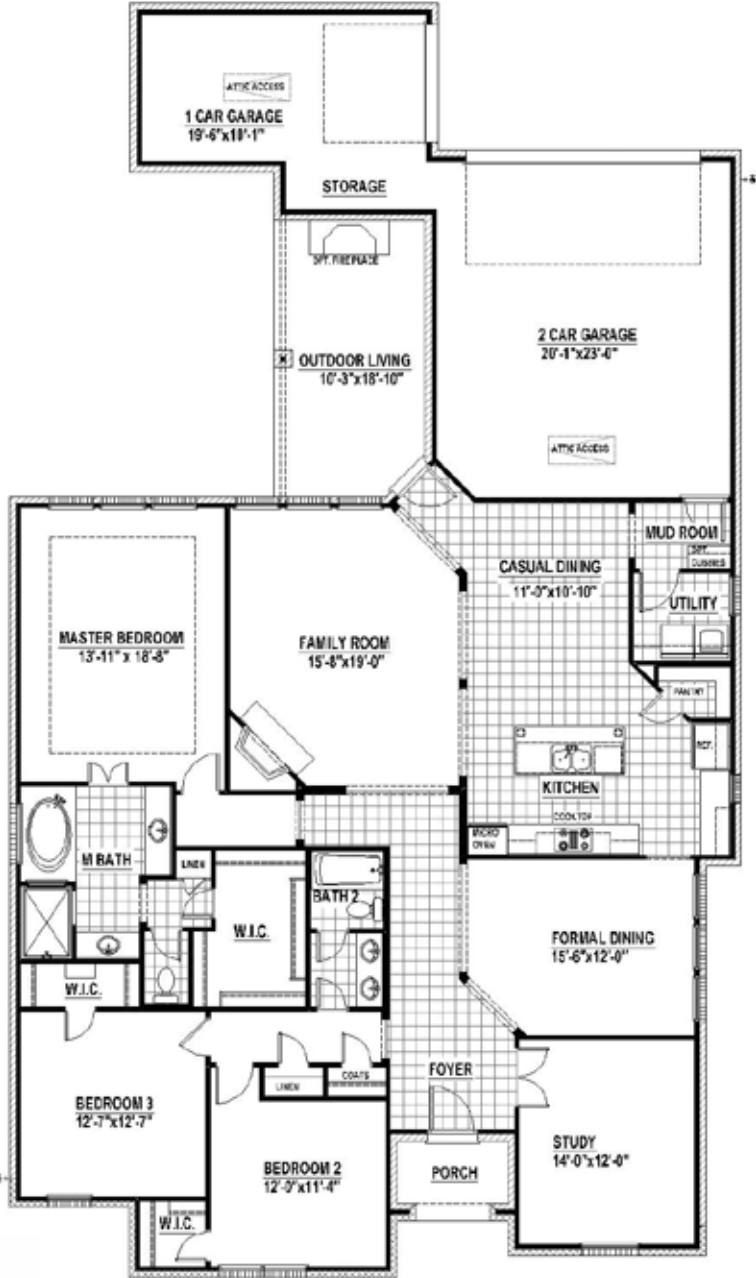 ATTIC ACCESS
1 CAR GARAGE
19'-6"x10'-1"
STORAGE
OPT. FIREPLACE
2 CAR GARAGE
20'-1"x23'-0"
OUTDOOR LIVING
10'-3"x18'-10"
ATTIC ACCESS
MUD ROOM
OPT.
CUBBIES
CASUAL DINING
11'-0"x10'-10"
UTILITY
MASTER BEDROOM
13'-11" x 18'-8"
FAMILY ROOM
15'-8"x19'-0"
PANTRY
REF.
KITCHEN
COOKTOP
MICRO
OVEN
M BATH
LINEN
BATH 2
W.I.C.
FORMAL DINING
15'-6"x12'-0"
W.I.C.
FOYER
COATS
LINEN
BEDROOM 3
12'-7"x12'-7"
STUDY
14'-0"x12'-0"
BEDROOM 2
12'-0"x11'-4"
PORCH
W.I.C.